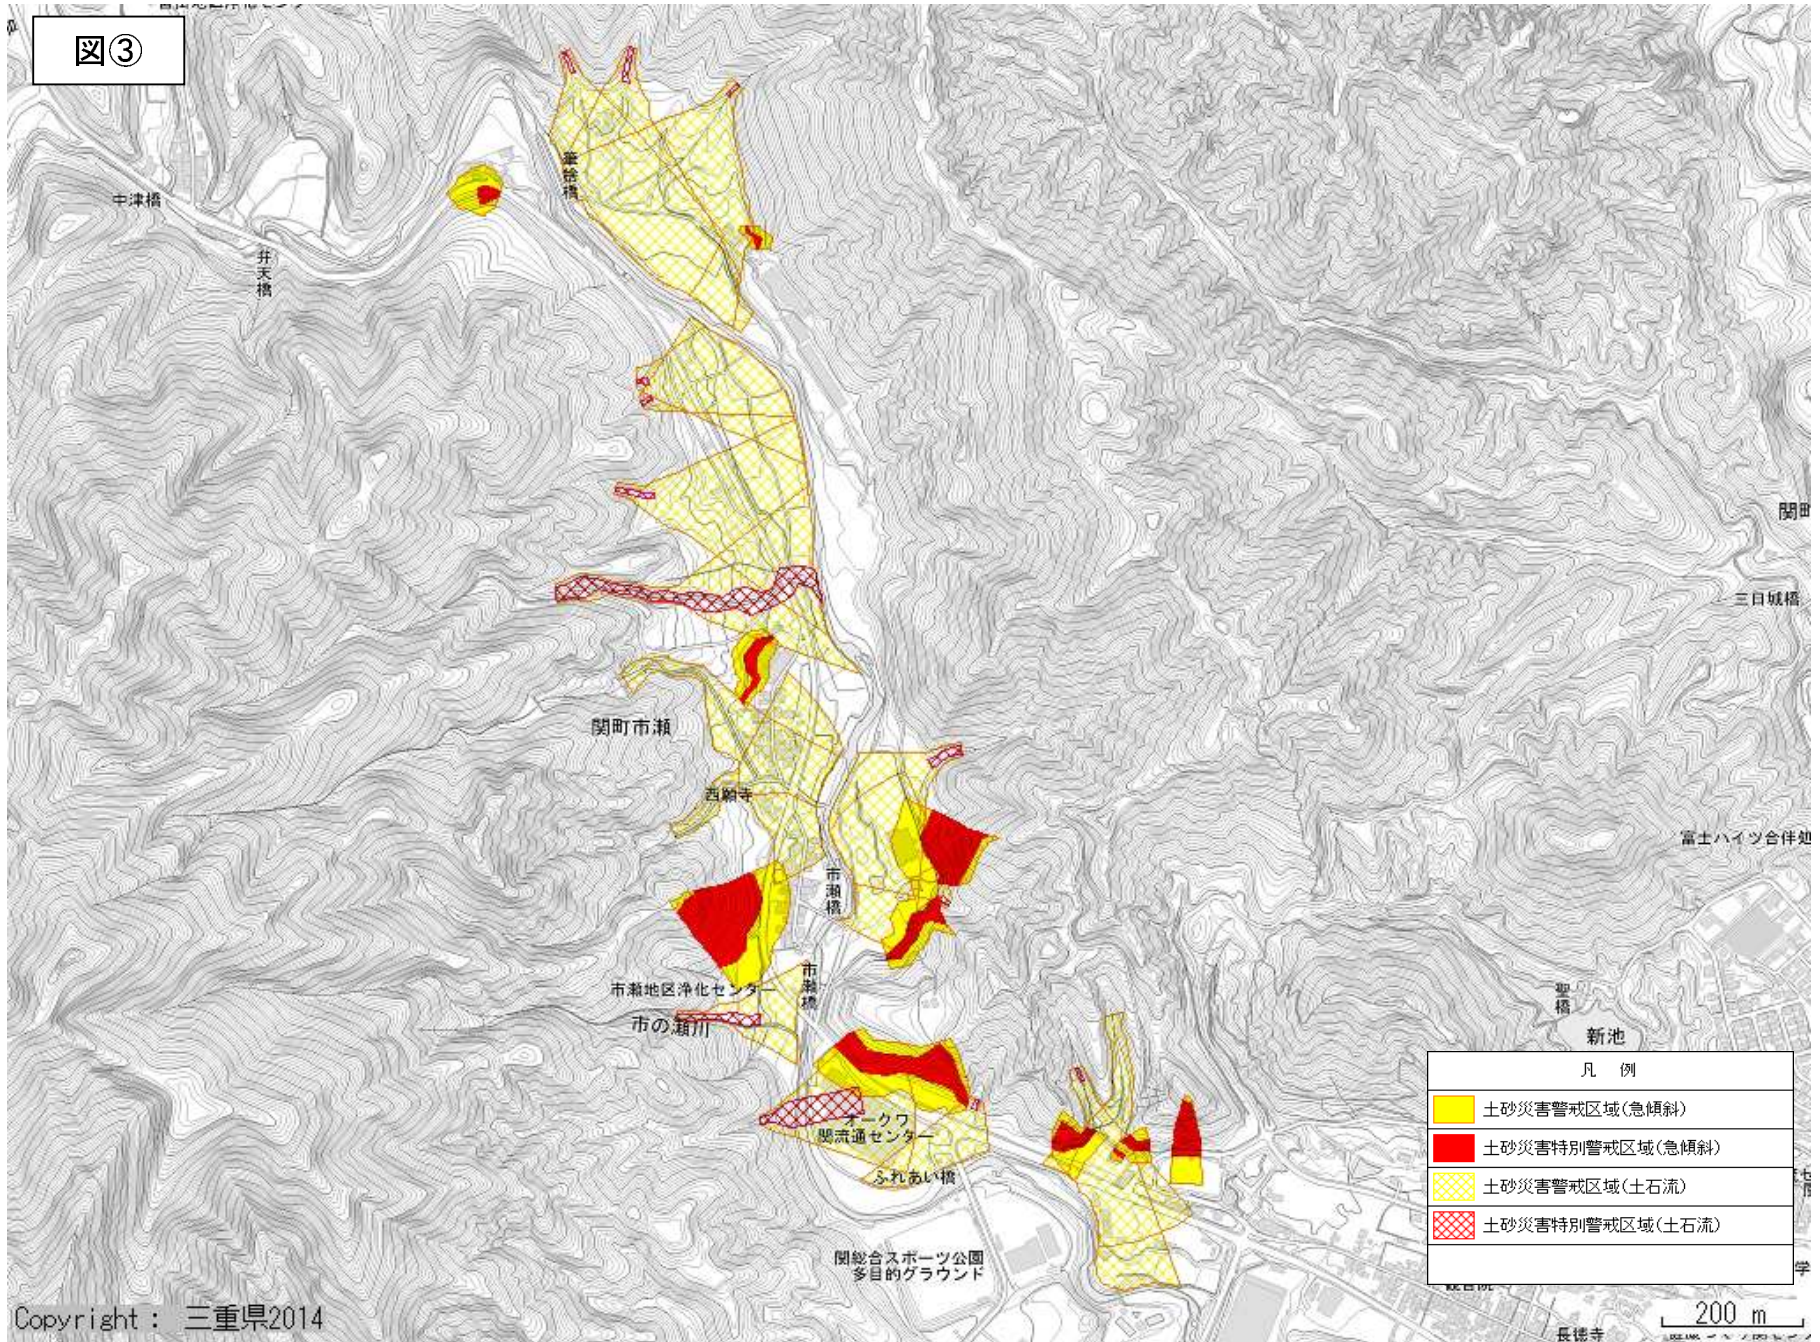 図③
中津橋
弁天橋
筆捨橋
関町
三日城橋
関町市瀬
西願寺
富士ハイツ合併処
市瀬橋
市瀬地区浄化センター
市瀬橋
市の瀬川
聖橋
新池
オークワ
関流通センター
ふれあい橋
関総合スポーツ公園
多目的グラウンド
凡 例
土砂災害警戒区域(急傾斜)
土砂災害特別警戒区域(急傾斜)
土砂災害警戒区域(土石流)
土砂災害特別警戒区域(土石流)
学
長徳寺
200 m
Copyright : 三重県2014